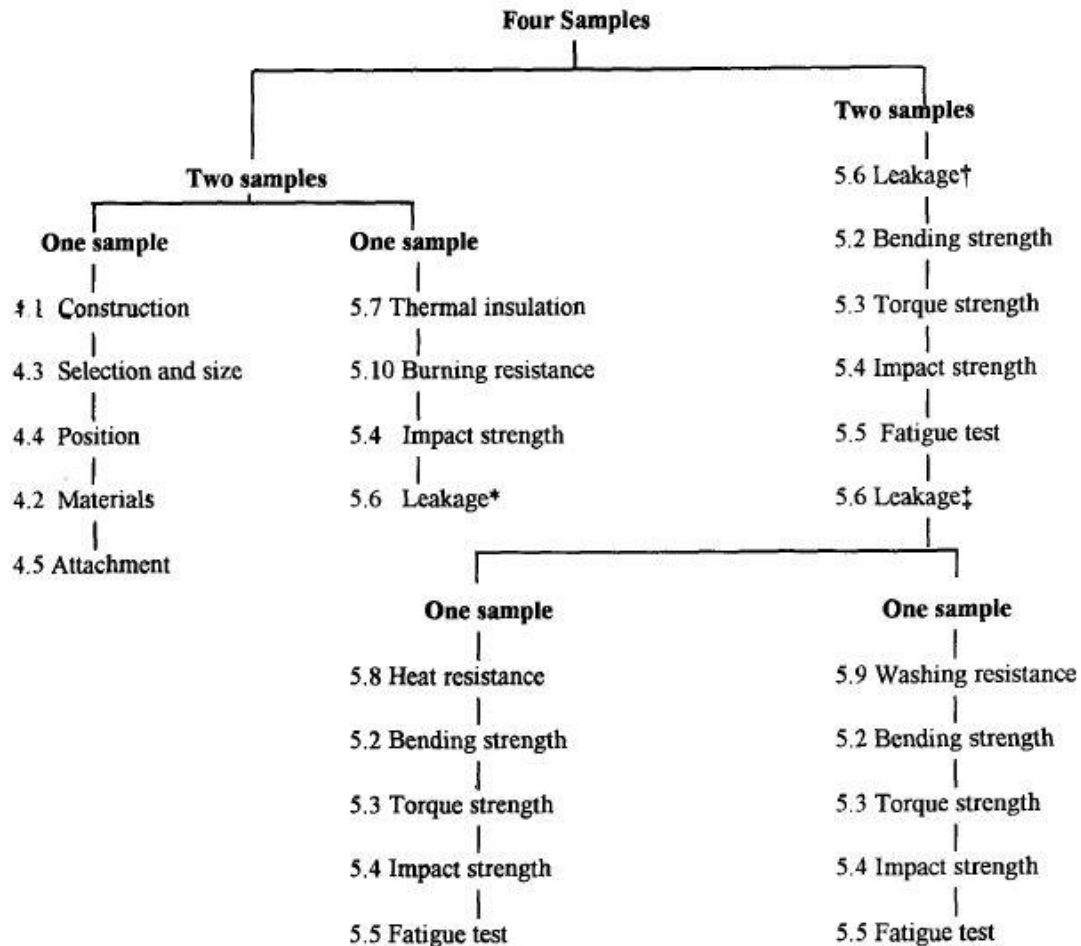 Four Samples
Two samples
Two samples
5.6 Leakage†
One sample
One sample
5.2 Bending strength
4.1 Construction
5.7 Thermal insulation
5.3 Torque strength
4.3 Selection and size
5.10 Burning resistance
5.4 Impact strength
4.4 Position
5.4 Impact strength
5.5 Fatigue test
4.2 Materials
5.6 Leakage*
5.6 Leakage‡
4.5 Attachment
One sample
One sample
5.8 Heat resistance
5.9 Washing resistance
5.2 Bending strength
5.2 Bending strength
5.3 Torque strength
5.3 Torque strength
5.4 Impact strength
5.4 Impact strength
5.5 Fatigue test
5.5 Fatigue test